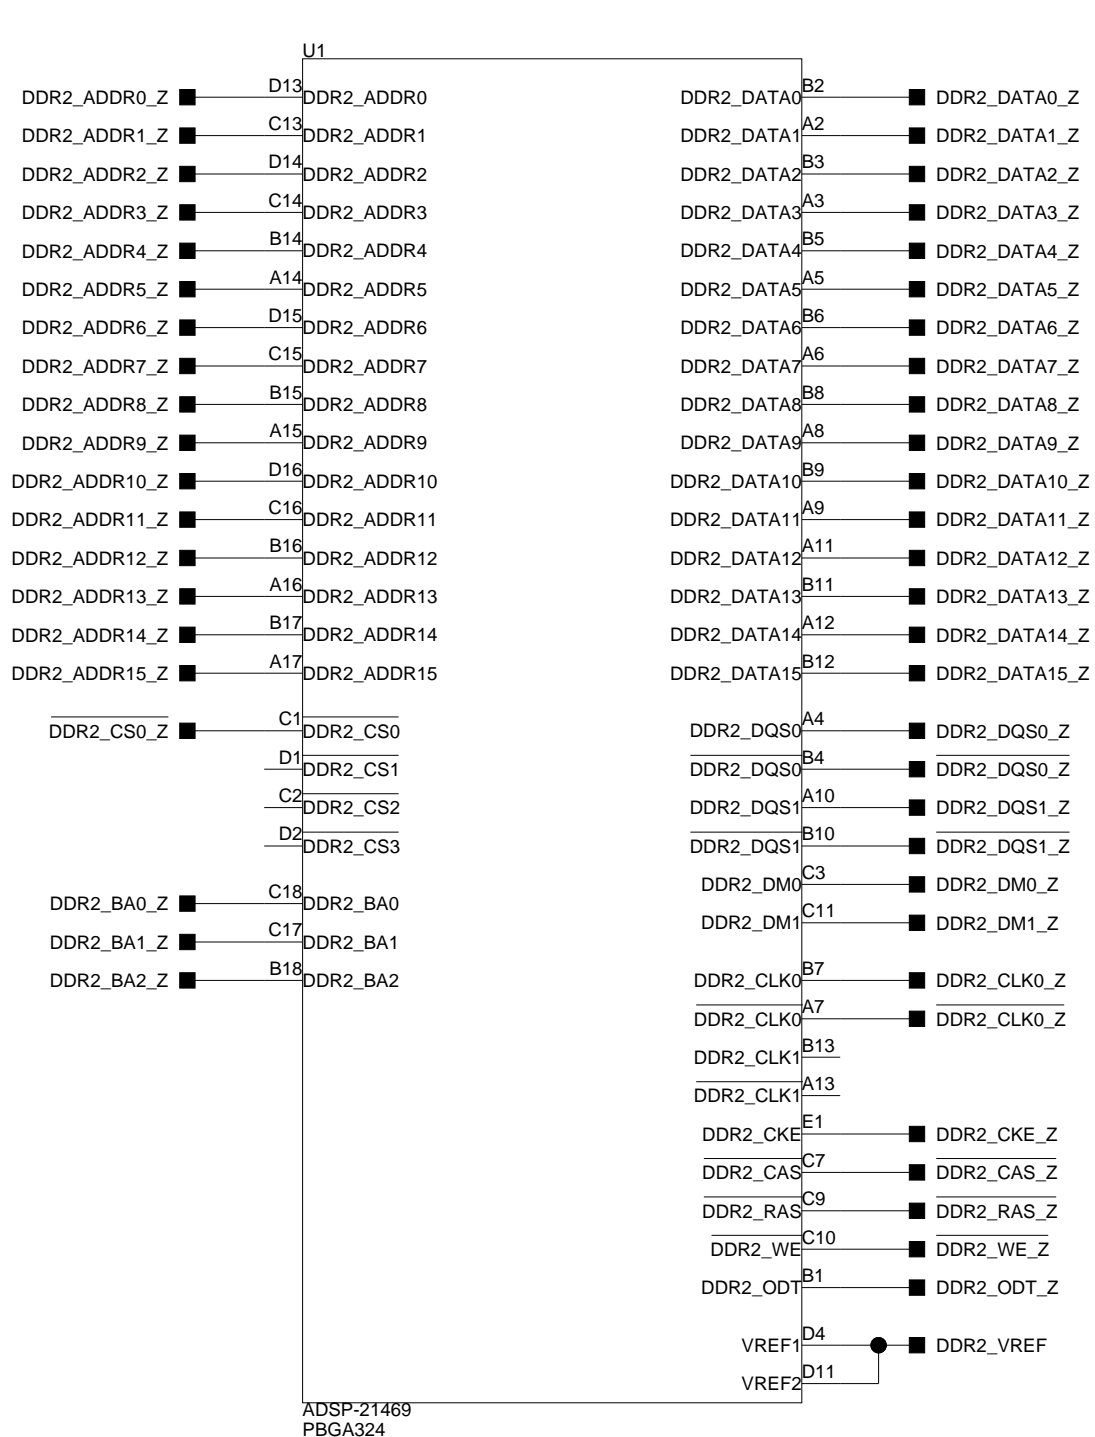 U1
DDR2_ADDR0_Z D13 DDR2_ADDR0 DDR2_DATA0 B2 DDR2_DATA0_Z
DDR2_ADDR1_Z C13 DDR2_ADDR1 DDR2_DATA1 A2 DDR2_DATA1_Z
DDR2_ADDR2_Z D14 DDR2_ADDR2 DDR2_DATA2 B3 DDR2_DATA2_Z
DDR2_ADDR3_Z C14 DDR2_ADDR3 DDR2_DATA3 A3 DDR2_DATA3_Z
DDR2_ADDR4_Z B14 DDR2_ADDR4 DDR2_DATA4 B5 DDR2_DATA4_Z
DDR2_ADDR5_Z A14 DDR2_ADDR5 DDR2_DATA5 A5 DDR2_DATA5_Z
DDR2_ADDR6_Z D15 DDR2_ADDR6 DDR2_DATA6 B6 DDR2_DATA6_Z
DDR2_ADDR7_Z C15 DDR2_ADDR7 DDR2_DATA7 A6 DDR2_DATA7_Z
DDR2_ADDR8_Z B15 DDR2_ADDR8 DDR2_DATA8 B8 DDR2_DATA8_Z
DDR2_ADDR9_Z A15 DDR2_ADDR9 DDR2_DATA9 A8 DDR2_DATA9_Z
DDR2_ADDR10_Z D16 DDR2_ADDR10 DDR2_DATA10 B9 DDR2_DATA10_Z
DDR2_ADDR11_Z C16 DDR2_ADDR11 DDR2_DATA11 A9 DDR2_DATA11_Z
DDR2_ADDR12_Z B16 DDR2_ADDR12 DDR2_DATA12 A11 DDR2_DATA12_Z
DDR2_ADDR13_Z A16 DDR2_ADDR13 DDR2_DATA13 B11 DDR2_DATA13_Z
DDR2_ADDR14_Z B17 DDR2_ADDR14 DDR2_DATA14 A12 DDR2_DATA14_Z
DDR2_ADDR15_Z A17 DDR2_ADDR15 DDR2_DATA15 B12 DDR2_DATA15_Z
DDR2_CS0_Z C1 DDR2_CS0 DDR2_DQS0 A4 DDR2_DQS0_Z
D1 DDR2_CS1 DDR2_DQS0 B4 DDR2_DQS0_Z
C2 DDR2_CS2 DDR2_DQS1 A10 DDR2_DQS1_Z
D2 DDR2_CS3 DDR2_DQS1 B10 DDR2_DQS1_Z
DDR2_DM0 C3 DDR2_DM0_Z
DDR2_BA0_Z C18 DDR2_BA0
DDR2_DM1 C11 DDR2_DM1_Z
DDR2_BA1_Z C17 DDR2_BA1
DDR2_BA2_Z B18 DDR2_BA2 DDR2_CLK0 B7 DDR2_CLK0_Z
DDR2_CLK0 A7 DDR2_CLK0_Z
DDR2_CLK1 B13
DDR2_CLK1 A13
DDR2_CKE E1 DDR2_CKE_Z
DDR2_CAS C7 DDR2_CAS_Z
DDR2_RAS C9 DDR2_RAS_Z
DDR2_WE C10 DDR2_WE_Z
DDR2_ODT B1 DDR2_ODT_Z
VREF1 D4 DDR2_VREF
VREF2 D11
ADSP-21469
PBGA324